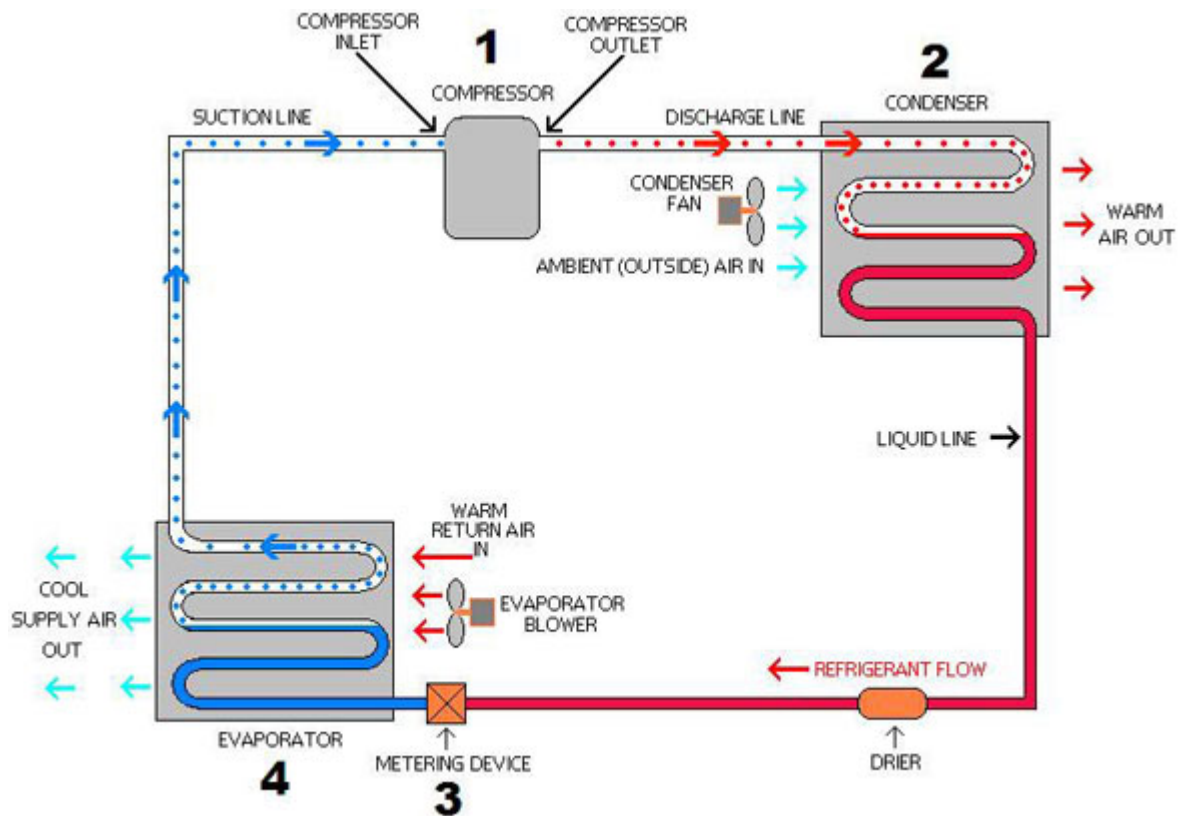 COMPRESSOR
INLET
1
COMPRESSOR
OUTLET
2
COMPRESSOR
CONDENSER
SUCTION LINE
DISCHARGE LINE
CONDENSER
FAN
WARM
AIR OUT
AMBIENT (OUTSIDE) AIR IN
LIQUID LINE
WARM
RETURN AIR
IN
COOL
SUPPLY AIR
OUT
EVAPORATOR
BLOWER
REFRIGERANT FLOW
EVAPORATOR
4
METERING DEVICE
3
DRIER